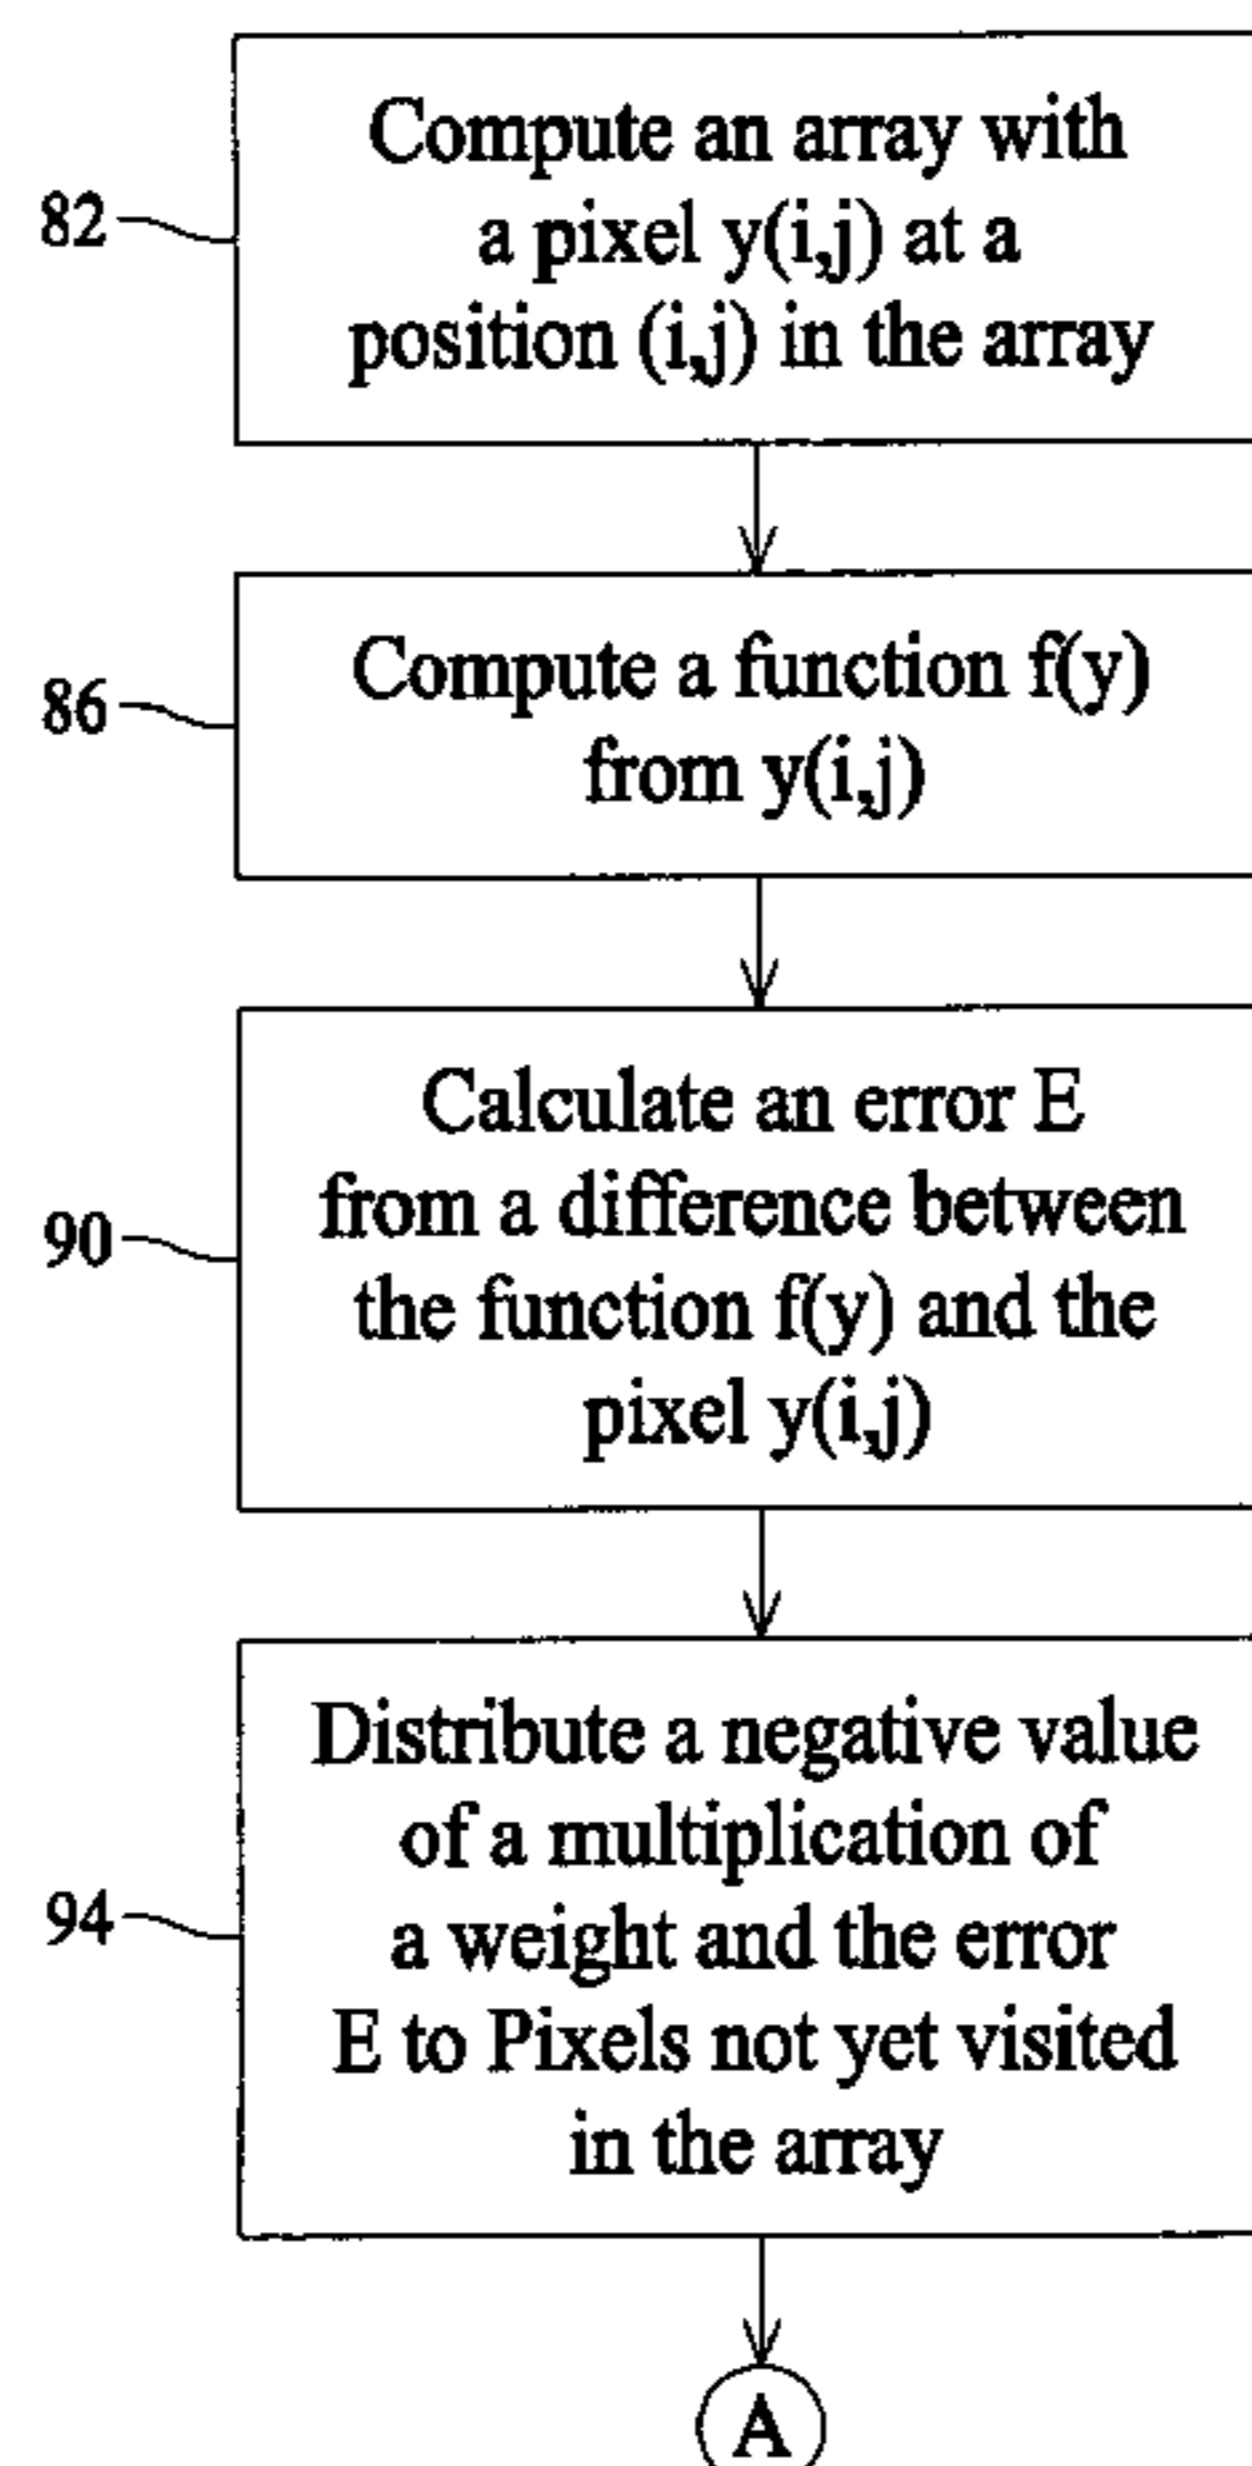 Compute an array with
82
a pixel y(i,j) at a
position (i,j) in the array
Compute a function f(y)
86
from y(i,j)
Calculate an error E
from a difference between
90
the function f(y) and the
pixel y(i,j)
Distribute a negative value
of a multiplication of
94
a weight and the error
E to Pixels not yet visited
in the array
A